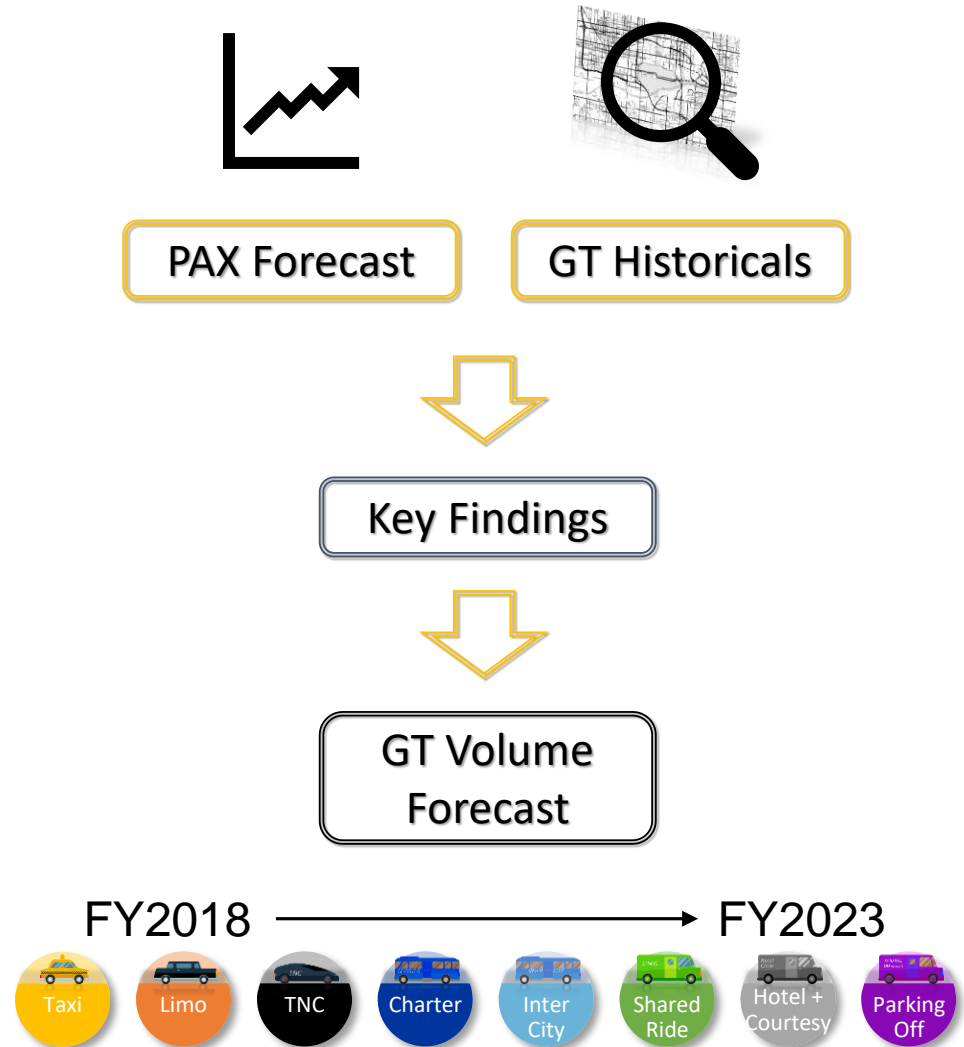 PAX Forecast
GT Historicals
Key Findings
GT Volume
Forecast
FY2018
FY2023
TNC
Taxi
Limo
TNC
Charter
Inter
City
Shared
Ride
Hotel +
Courtesy
Parking
Off